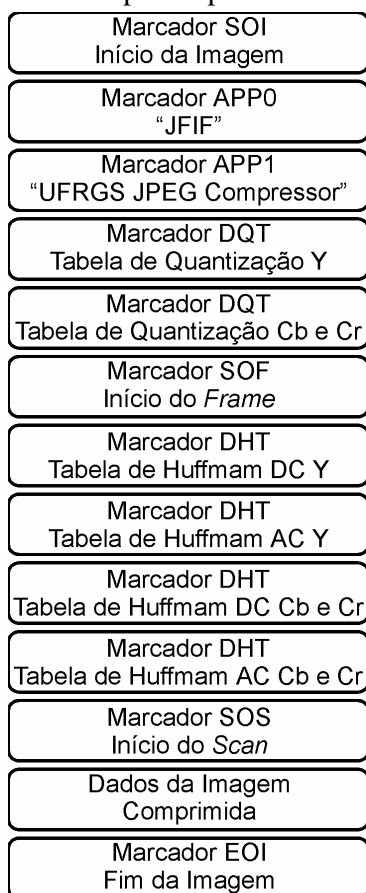 Marcador SOI
Início da Imagem
Marcador APP0
“JFIF”
Marcador APP1
“UFRGS JPEG Compressor”
Marcador DQT
Tabela de Quantização Y
Marcador DQT
Tabela de Quantização Cb e Cr
Marcador SOF
Início do Frame
Marcador DHT
Tabela de Huffmam DC Y
Marcador DHT
Tabela de Huffmam AC Y
Marcador DHT
Tabela de Huffmam DC Cb e Cr
Marcador DHT
Tabela de Huffmam AC Cb e Cr
Marcador SOS
Início do Scan
Dados da Imagem
Comprimida
Marcador EOI
Fim da Imagem